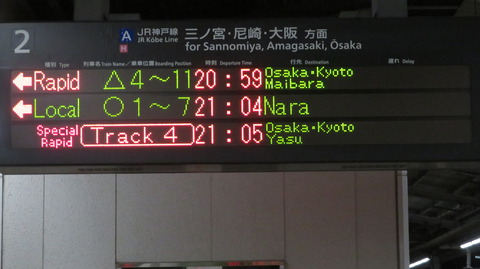 2
A JR神戸線 三ノ宮・尼崎・大阪 方面
H JR Kōbe Line for Sannomiya, Amagasaki, Ōsaka
種別 Type 列車名 Train Name／乗車位置 Boarding Position 時刻 Departure Time 行先 Destination 遅れ Delay
←Rapid △4～11 20:59 Osaka・Kyoto
Maibara
←Local ○1～7 21:04 Nara
Special Rapid Track 4 21:05 Osaka・Kyoto
Yasu